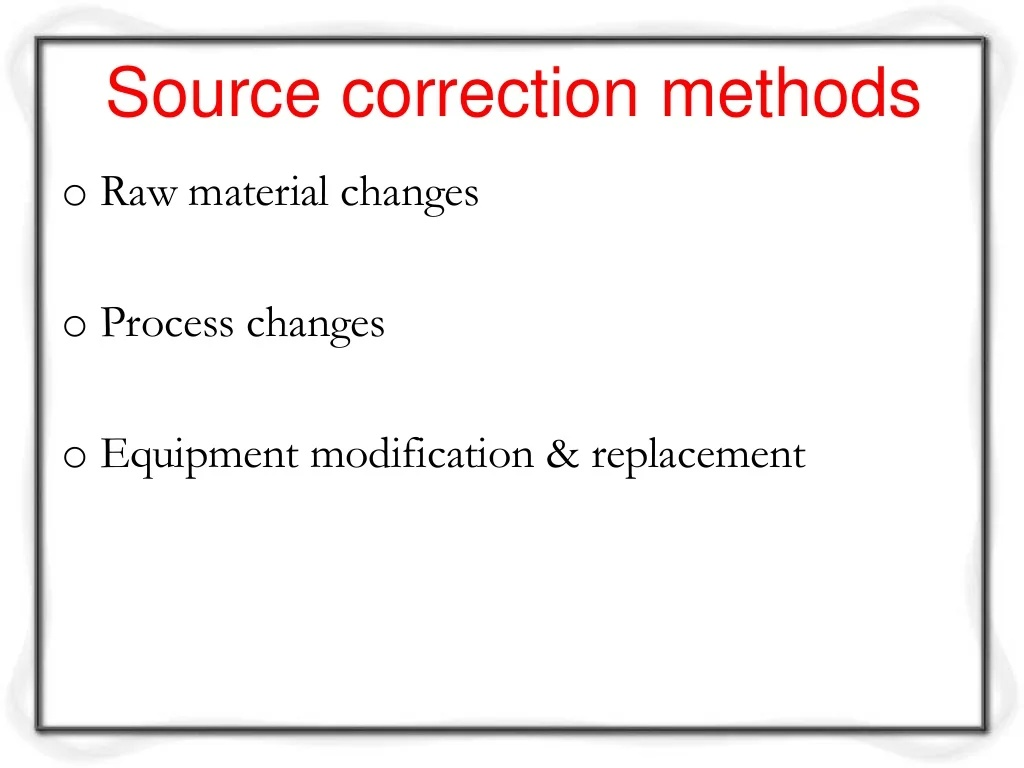 Source correction methods
o Raw material changes
o Process changes
o Equipment modification & replacement